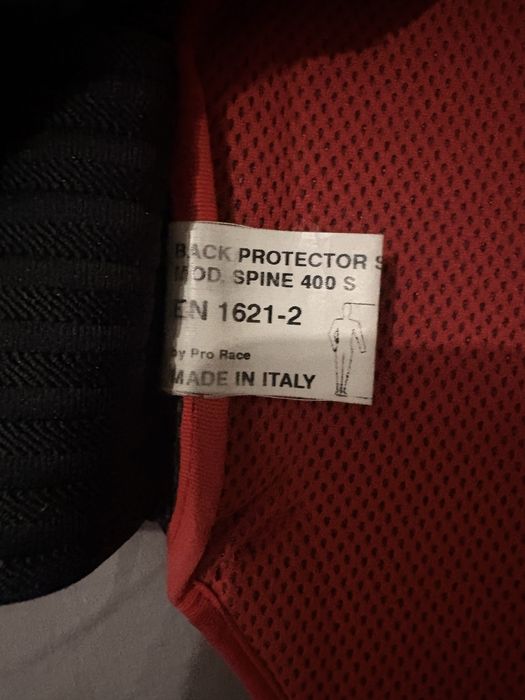 BACK PROTECTOR S
MOD. SPINE 400 S
EN 1621-2
by Pro Race
MADE IN ITALY